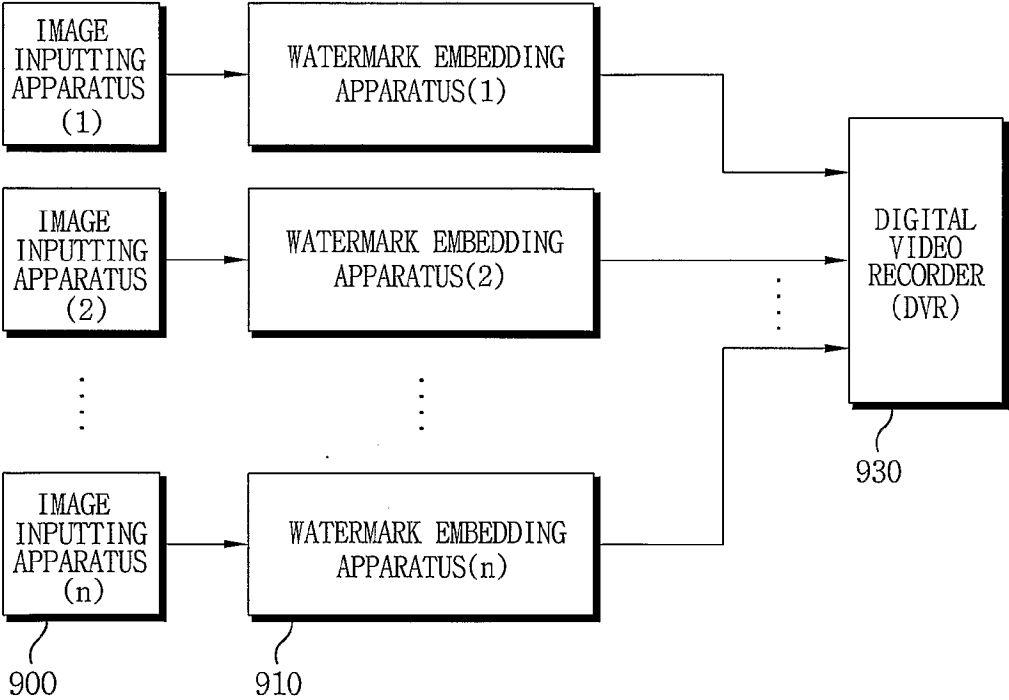 IMAGE
INPUTTING
APPARATUS
(1)
WATERMARK EMBEDDING
APPARATUS(1)
IMAGE
INPUTTING
APPARATUS
(2)
WATERMARK EMBEDDING
APPARATUS(2)
DIGITAL
VIDEO
RECORDER
(DVR)
930
IMAGE
INPUTTING
APPARATUS
(n)
WATERMARK EMBEDDING
APPARATUS(n)
900
910